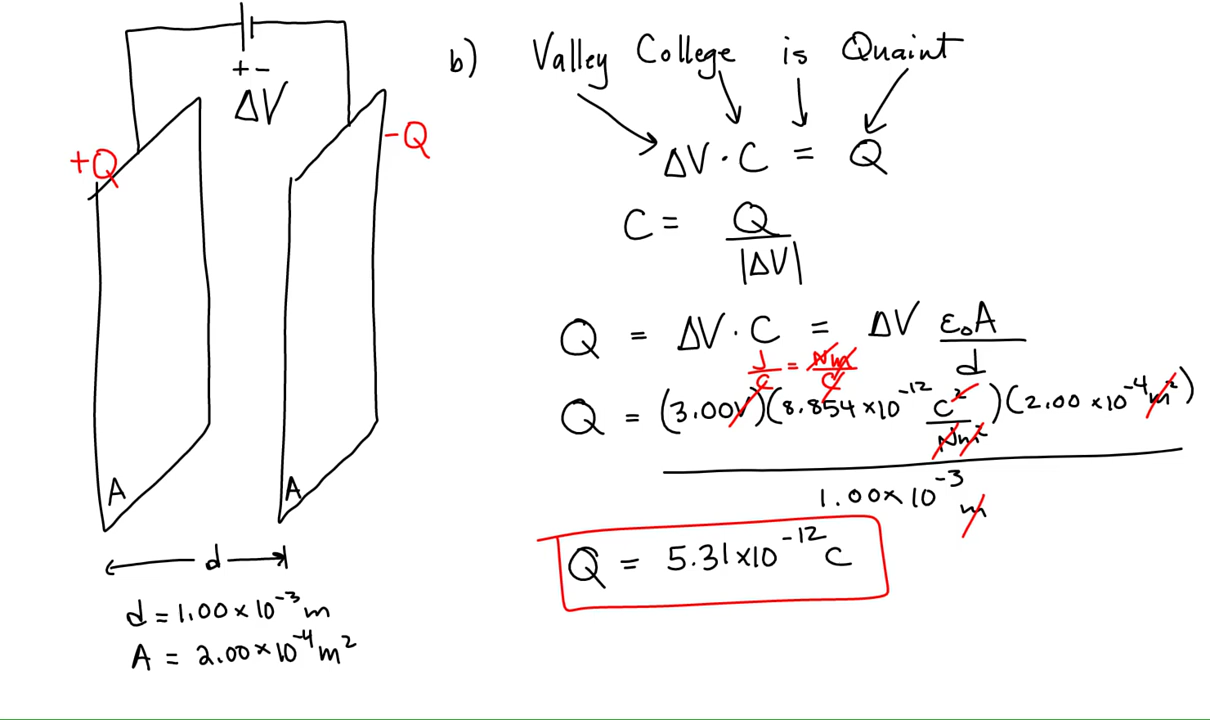 + -
ΔV
+Q
-Q
A
A
d
d = 1.00 × 10⁻³ m
A = 2.00 × 10⁻⁴ m²
b) Valley College is Quaint
ΔV · C = Q
C = Q / |ΔV|
Q = ΔV · C = ΔV ε₀A / d
J/C = Nm/C
Q = (3.00V)(8.854 × 10⁻¹² C²/Nm²)(2.00 × 10⁻⁴ m²)
1.00 × 10⁻³ m
Q = 5.31 × 10⁻¹² C